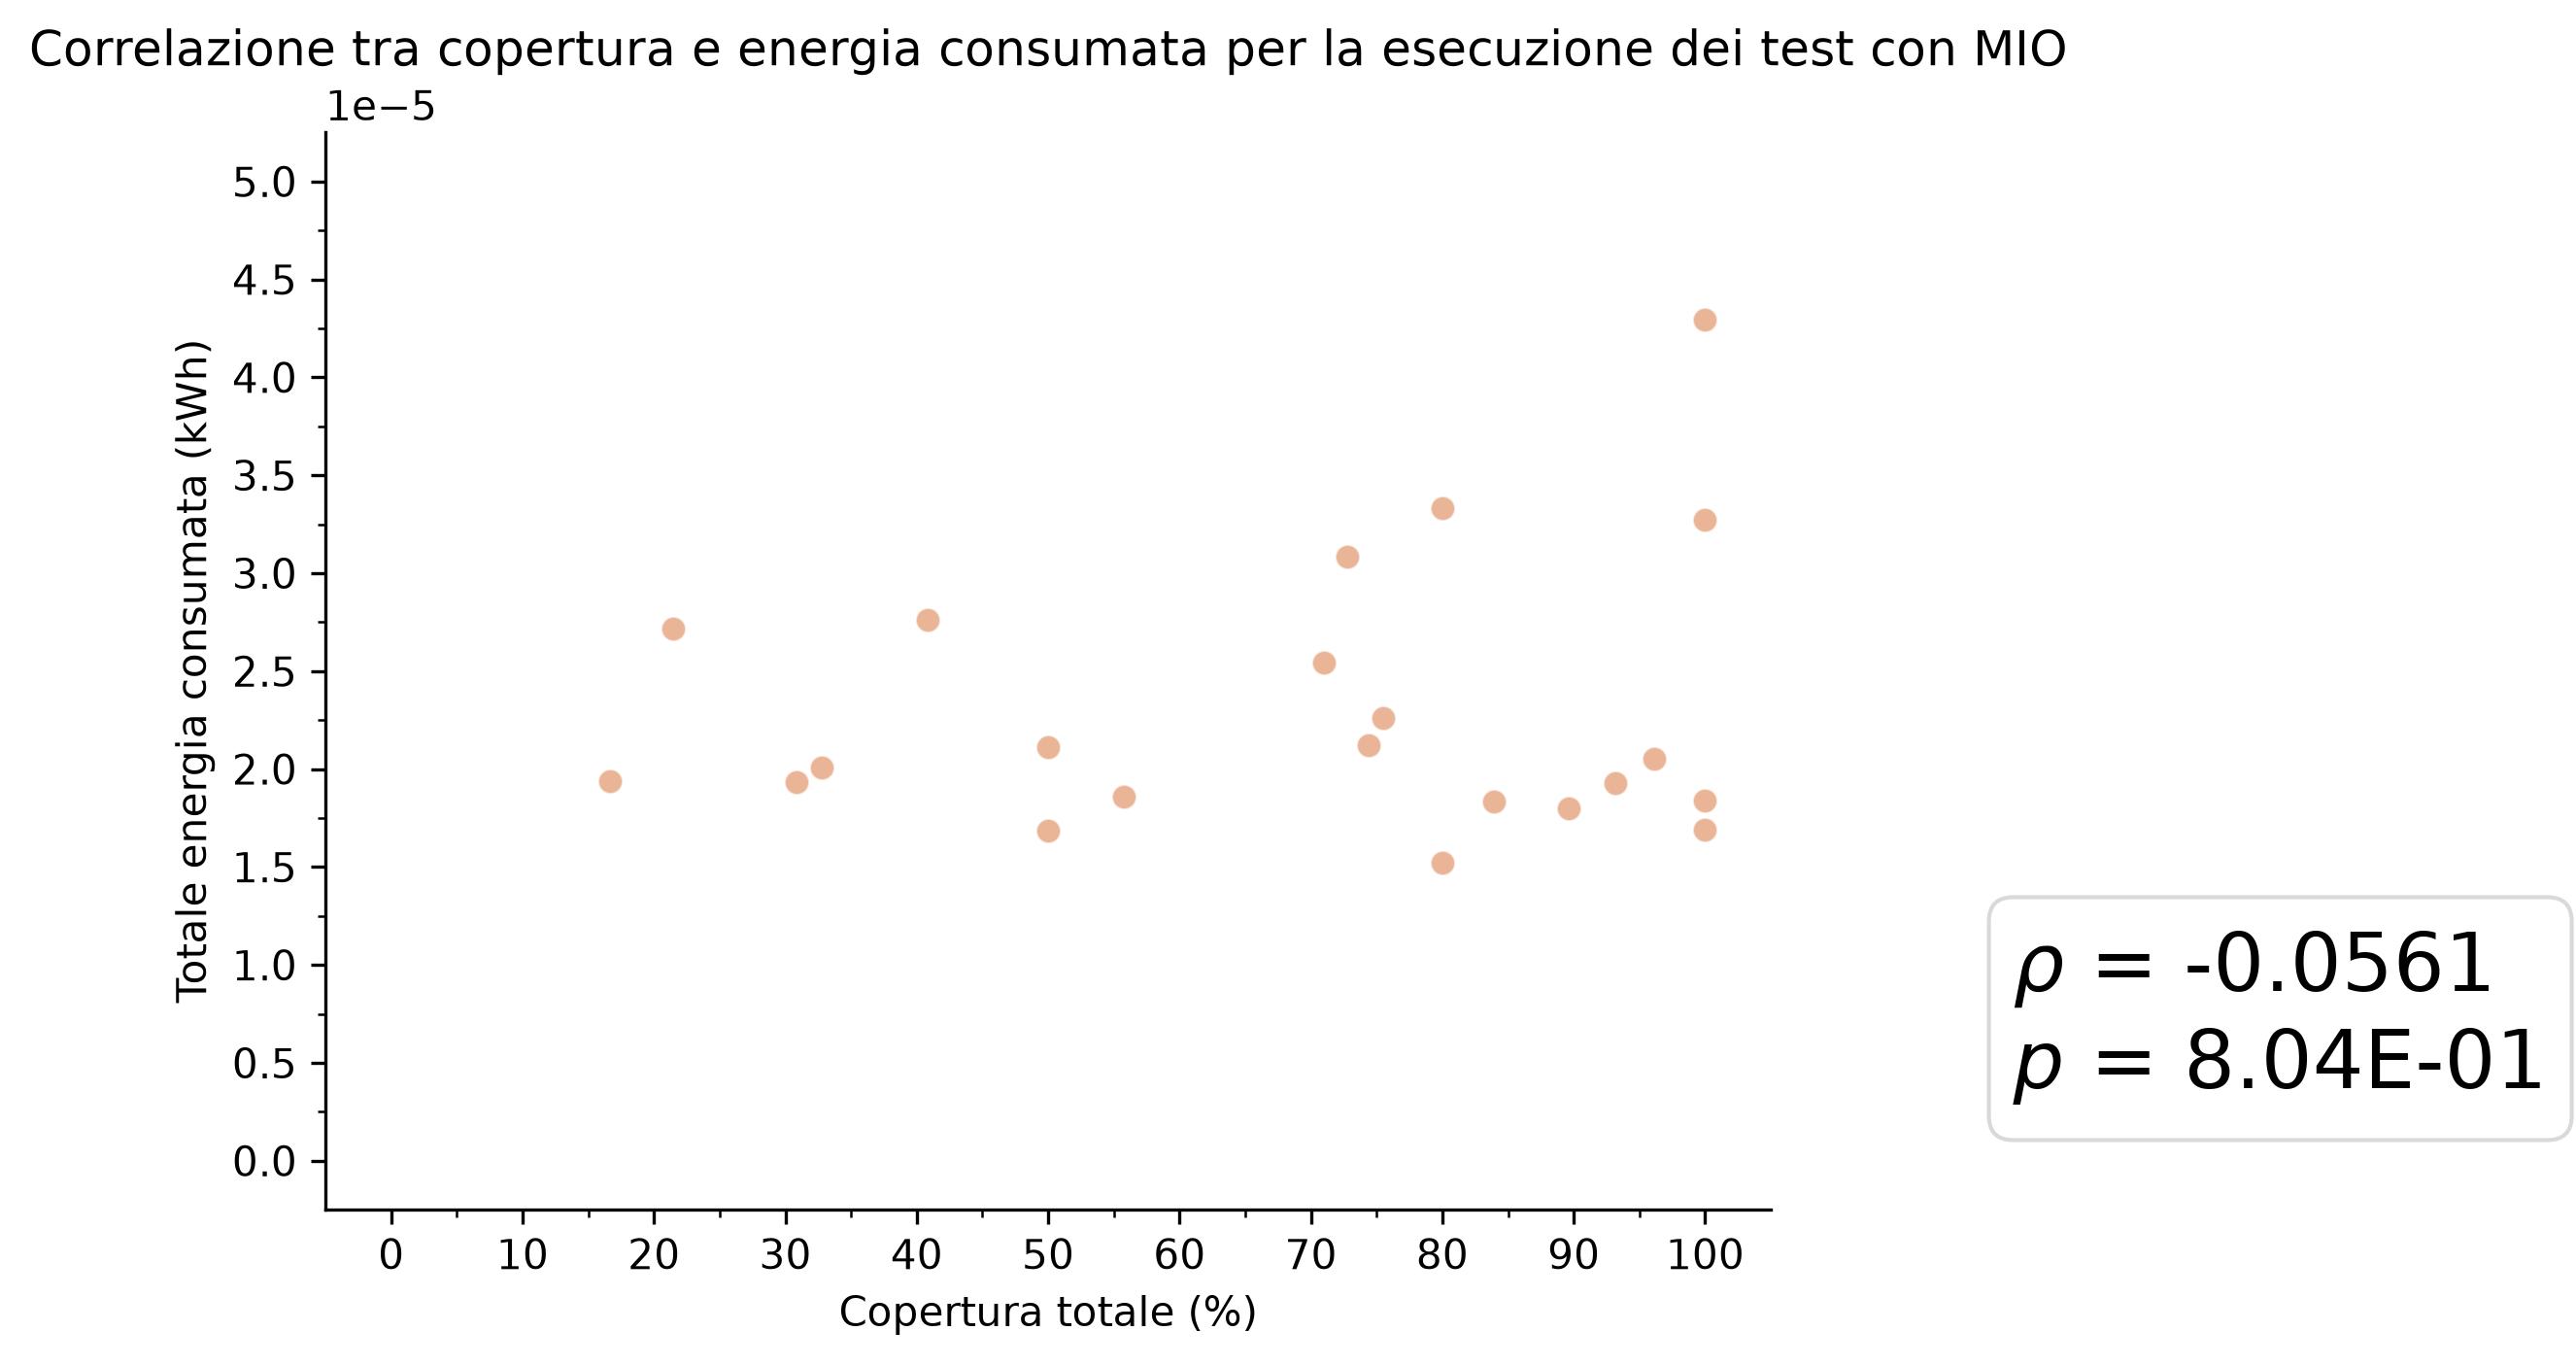 Correlazione tra copertura e energia consumata per la esecuzione dei test con MIO
1e−5
5.0
4.5
4.0
3.5
3.0
2.5
2.0
1.5
1.0
0.5
0.0
Totale energia consumata (kWh)
0 10 20 30 40 50 60 70 80 90 100
Copertura totale (%)
ρ = -0.0561
p = 8.04E-01